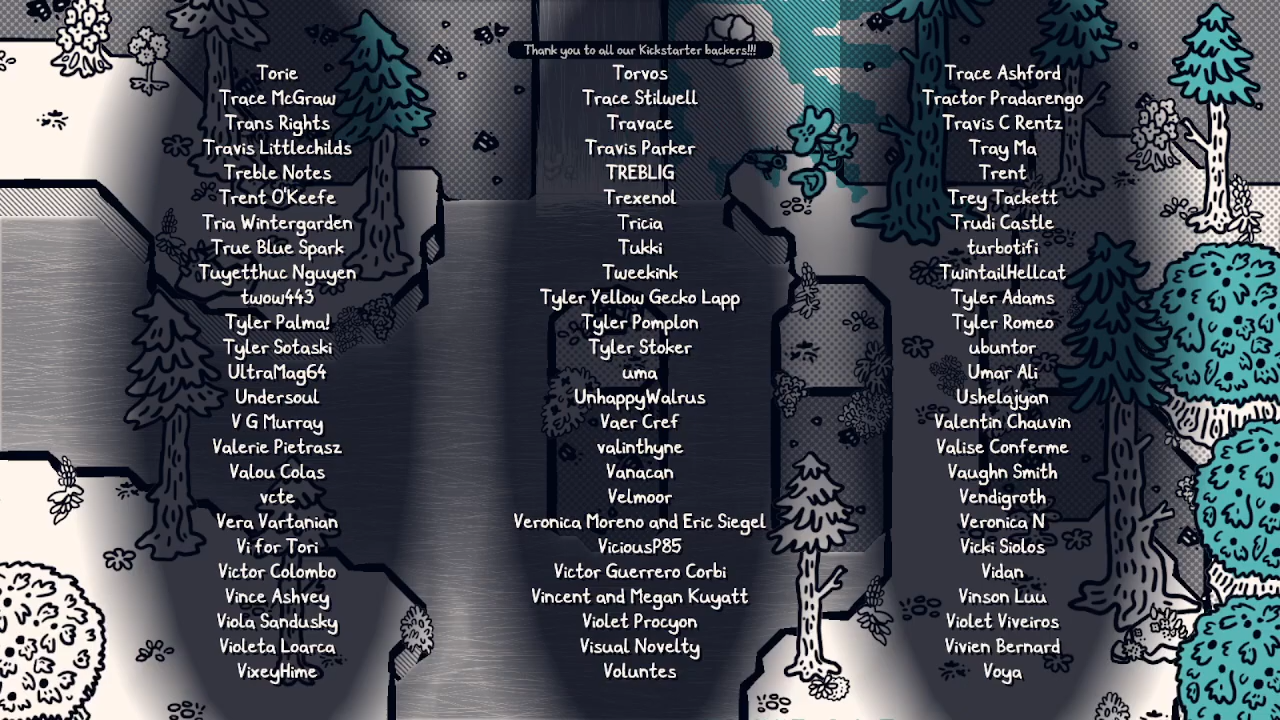 Thank you to all our Kickstarter backers!!!
Torie
Torvos
Trace Ashford
Trace McGraw
Trace Stilwell
Tractor Pradarengo
Trans Rights
Travace
Travis C Rentz
Travis Littlechilds
Travis Parker
Tray Ma
Treble Notes
TREBLIG
Trent
Trent O'Keefe
Trexenol
Trey Tackett
Tria Wintergarden
Tricia
Trudi Castle
True Blue Spark
Tukki
turbotifi
Tuyetthuc Nguyen
Tweekink
TwintailHellcat
twow443
Tyler Yellow Gecko Lapp
Tyler Adams
Tyler Palma!
Tyler Pomplon
Tyler Romeo
Tyler Sotaski
Tyler Stoker
ubuntor
UltraMag64
uma
Umar Ali
Undersoul
UnhappyWalrus
Ushelajyan
V G Murray
Vaer Cref
Valentin Chauvin
Valerie Pietrasz
valinthyne
Valise Conferme
Valou Colas
Vanacan
Vaughn Smith
vcte
Velmoor
Vendigroth
Vera Vartanian
Veronica Moreno and Eric Siegel
Veronica N
Vi for Tori
ViciousP85
Vicki Siolos
Victor Colombo
Victor Guerrero Corbi
Vidan
Vince Ashvey
Vincent and Megan Kuyatt
Vinson Luu
Viola Sandusky
Violet Procyon
Violet Viveiros
Violeta Loarca
Visual Novelty
Vivien Bernard
VixeyHime
Voluntes
Voya